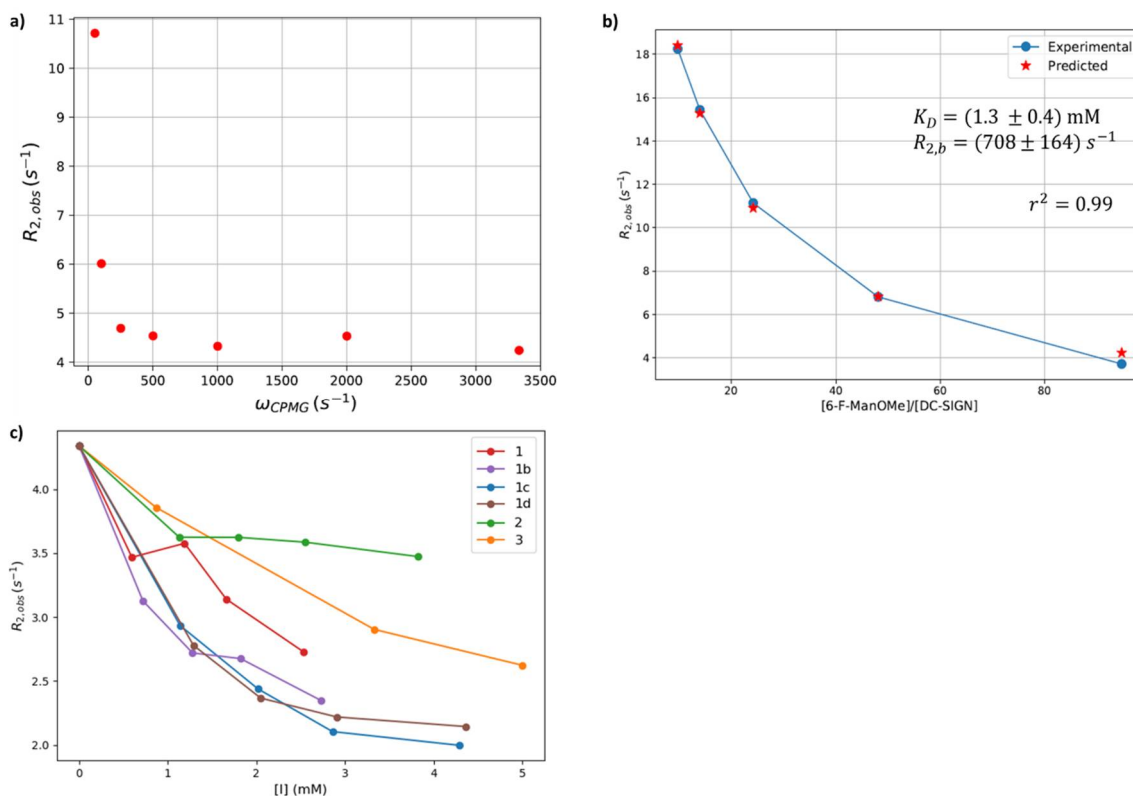 a)
11
10
9
8
7
6
5
4
R2,obs (s⁻¹)
0 500 1000 1500 2000 2500 3000 3500
ωCPMG (s⁻¹)
b)
18
16
14
12
10
8
6
4
R2,obs (s⁻¹)
Experimental
Predicted
KD = (1.3 ± 0.4) mM
R2,b = (708 ± 164) s⁻¹
r² = 0.99
20 40 60 80
[6-F-ManOMe]/[DC-SIGN]
c)
4.0
3.5
3.0
2.5
2.0
R2,obs (s⁻¹)
1
1b
1c
1d
2
3
0 1 2 3 4 5
[I] (mM)